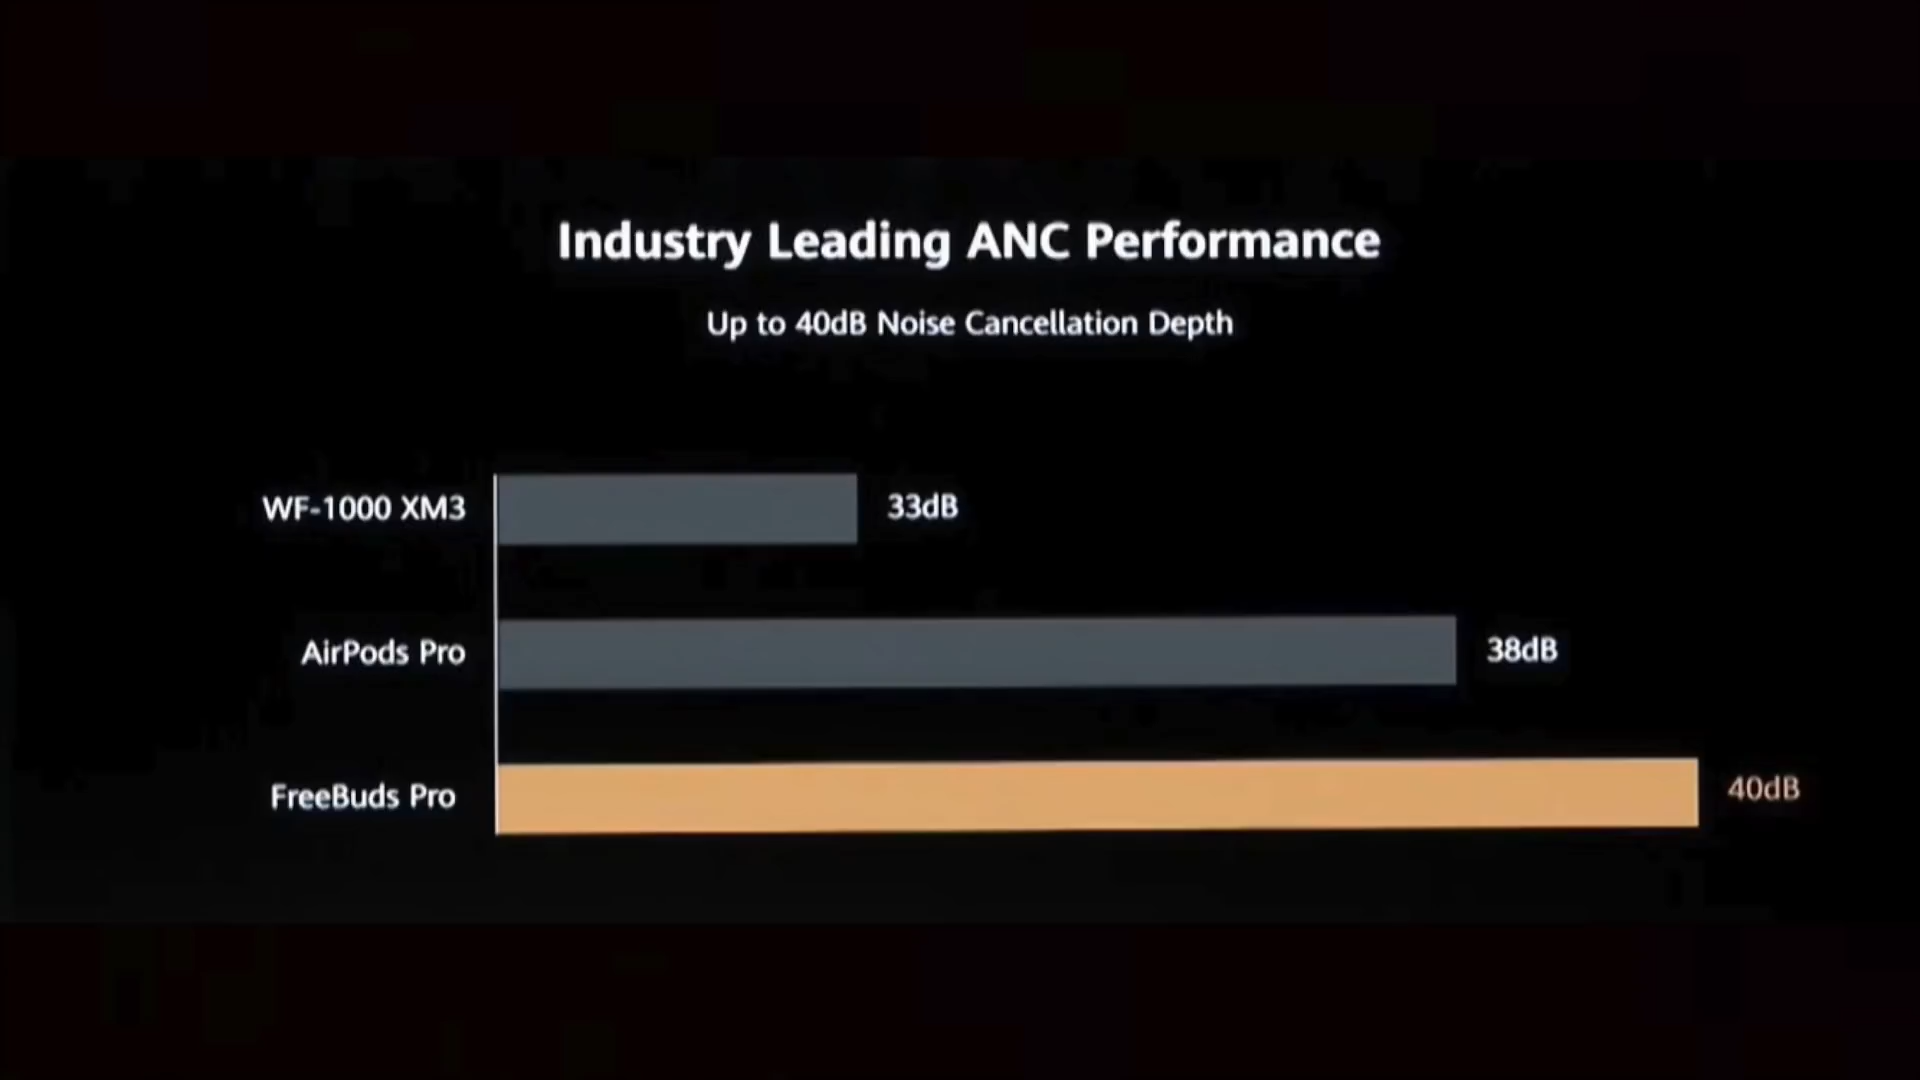 Industry Leading ANC Performance
Up to 40dB Noise Cancellation Depth
WF-1000 XM3 33dB
AirPods Pro 38dB
FreeBuds Pro 40dB